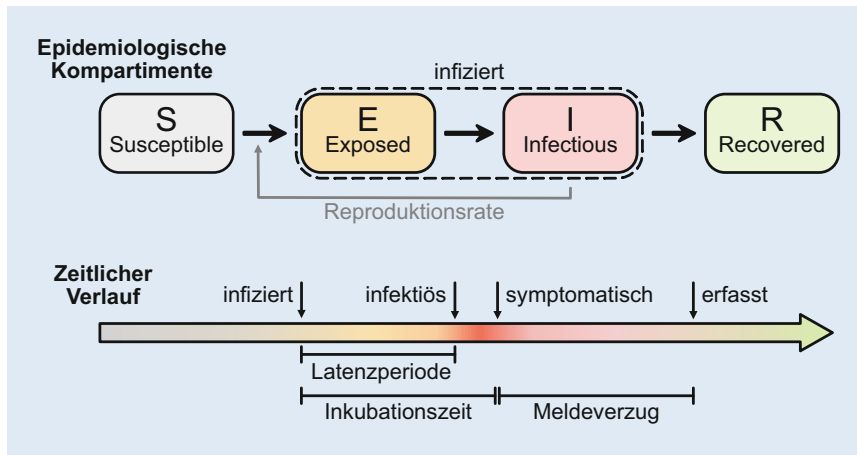 Epidemiologische
Kompartimente
infiziert
S
Susceptible
E
Exposed
I
Infectious
R
Recovered
Reproduktionsrate
Zeitlicher
Verlauf
infiziert
infektiös
symptomatisch
erfasst
Latenzperiode
Inkubationszeit
Meldeverzug